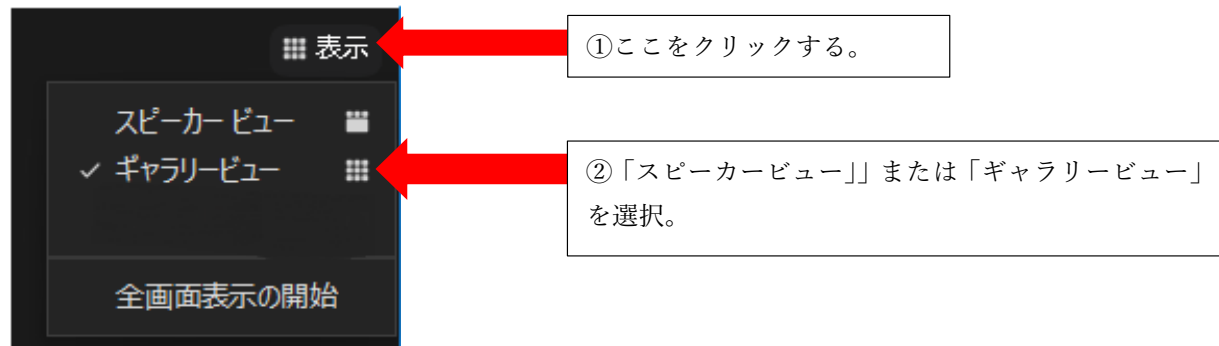 表示
①ここをクリックする。
スピーカー ビュー
✓ ギャラリービュー
②「スピーカービュー」」または「ギャラリービュー」
を選択。
全画面表示の開始